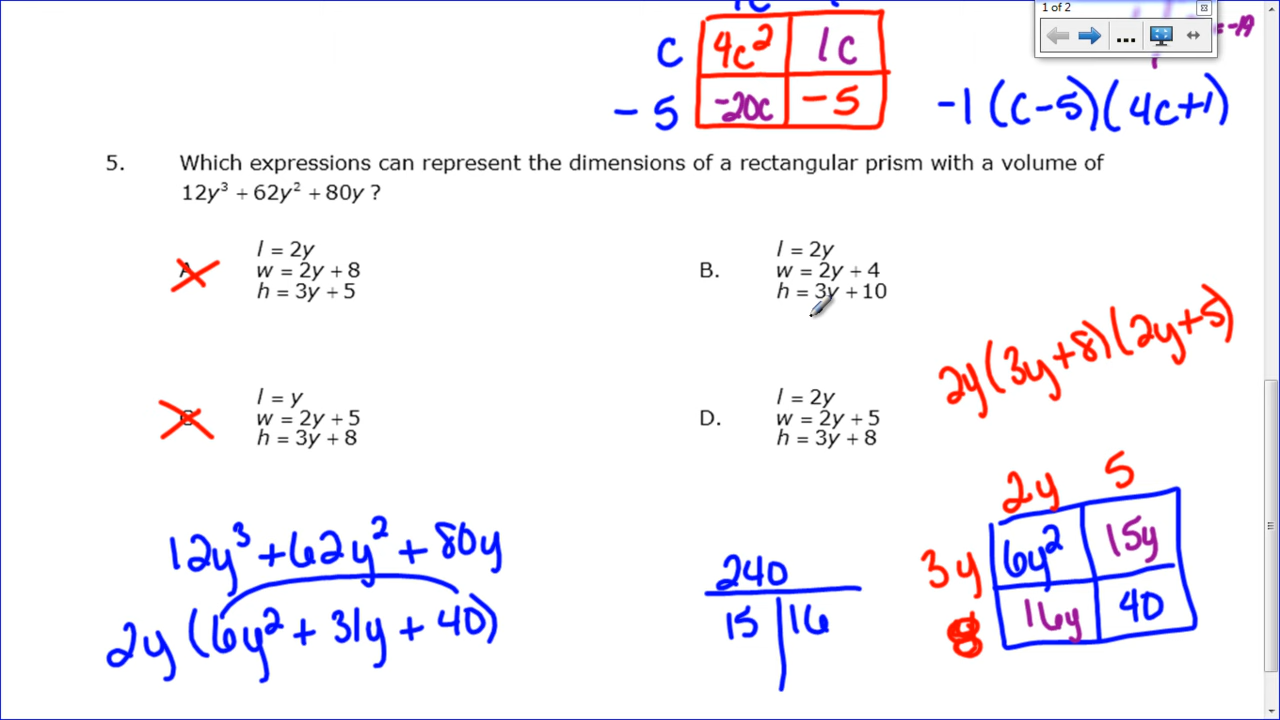 1 of 2
...
c 4c² 1c
-5 -20c -5
-1(c-5)(4c+1)
5. Which expressions can represent the dimensions of a rectangular prism with a volume of
12y³ + 62y² + 80y ?
A l = 2y
w = 2y + 8
h = 3y + 5
B. l = 2y
w = 2y + 4
h = 3y + 10
2y(3y+8)(2y+5)
C l = y
w = 2y + 5
h = 3y + 8
D. l = 2y
w = 2y + 5
h = 3y + 8
12y³+62y²+80y
2y(6y²+31y+40)
240
15 16
2y 5
3y 6y² 15y
8 16y 40